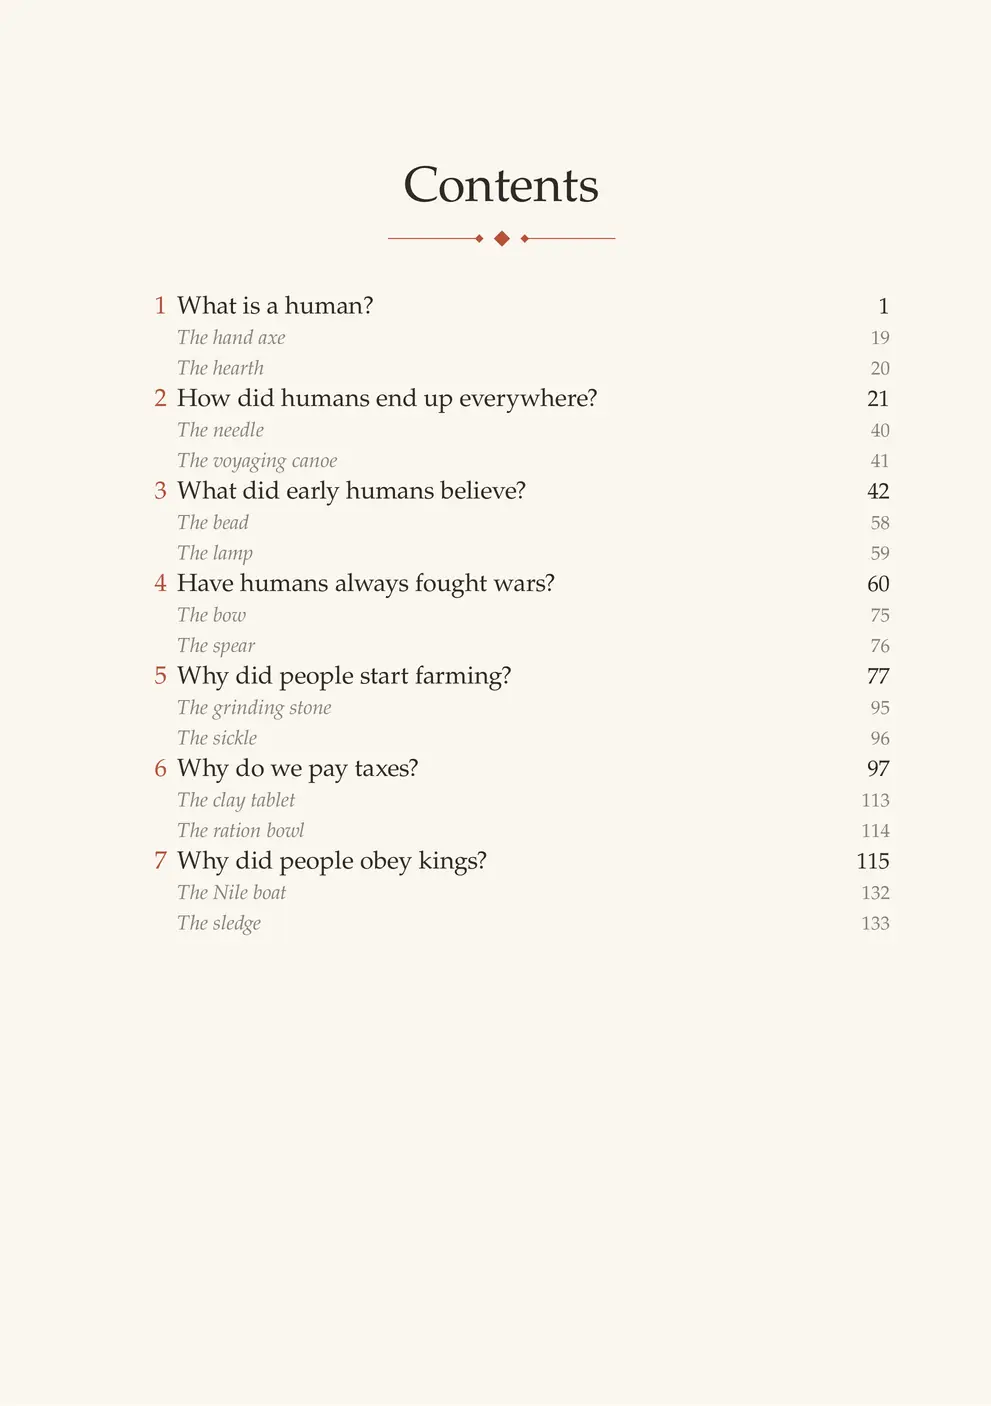 Contents
1 What is a human? 1
The hand axe 19
The hearth 20
2 How did humans end up everywhere? 21
The needle 40
The voyaging canoe 41
3 What did early humans believe? 42
The bead 58
The lamp 59
4 Have humans always fought wars? 60
The bow 75
The spear 76
5 Why did people start farming? 77
The grinding stone 95
The sickle 96
6 Why do we pay taxes? 97
The clay tablet 113
The ration bowl 114
7 Why did people obey kings? 115
The Nile boat 132
The sledge 133